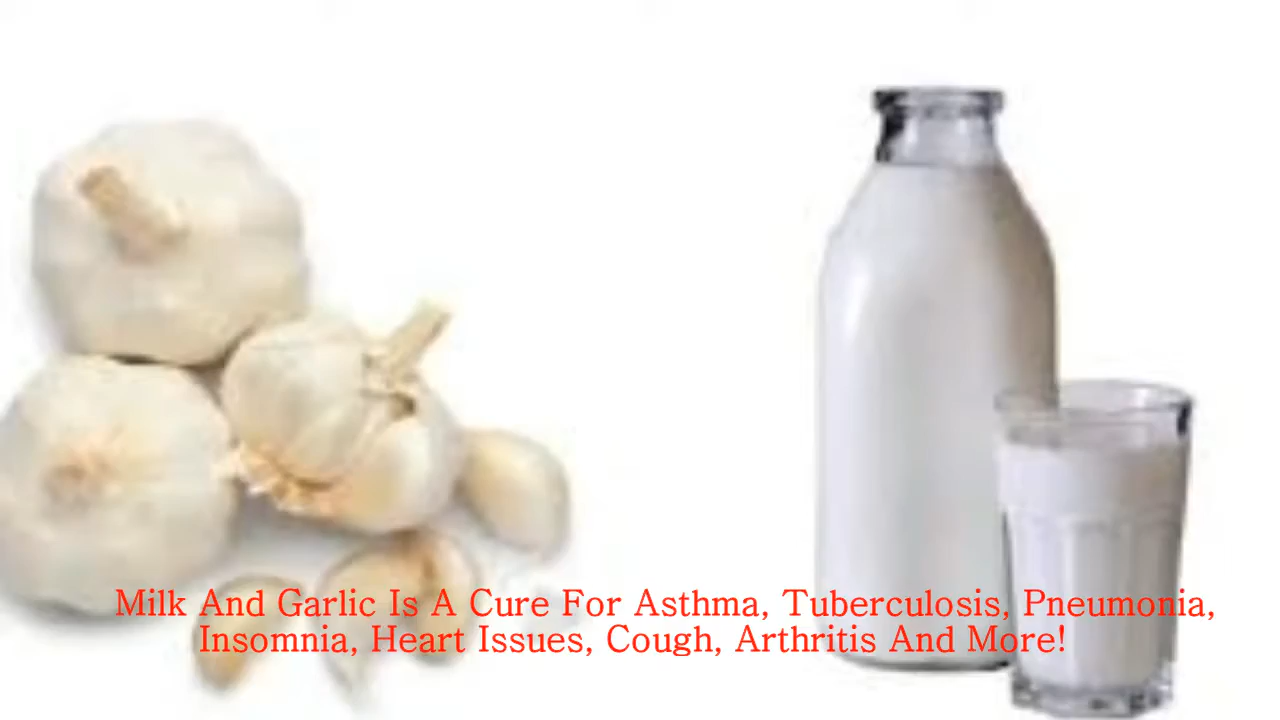 Milk And Garlic Is A Cure For Asthma, Tuberculosis, Pneumonia,
Insomnia, Heart Issues, Cough, Arthritis And More!